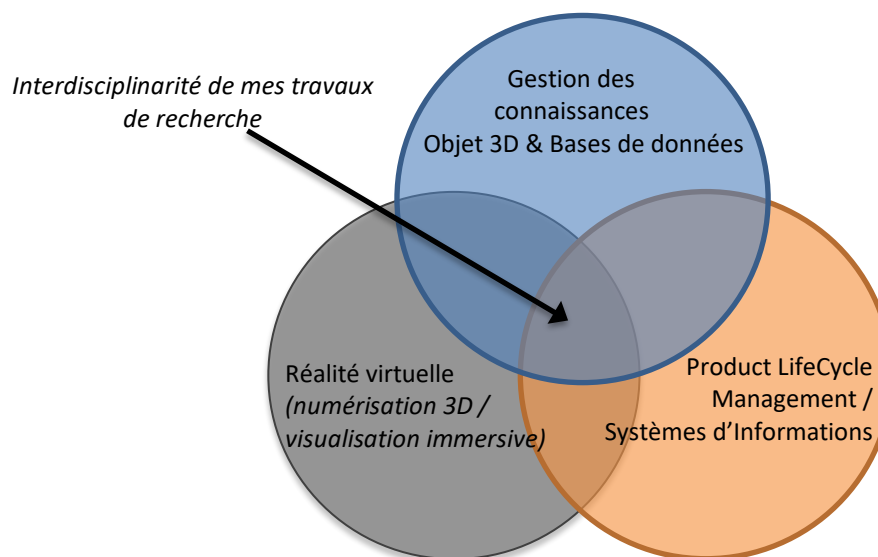 Interdisciplinarité de mes travaux
de recherche
Gestion des
connaissances
Objet 3D & Bases de données
Réalité virtuelle
(numérisation 3D /
visualisation immersive)
Product LifeCycle
Management /
Systèmes d’Informations